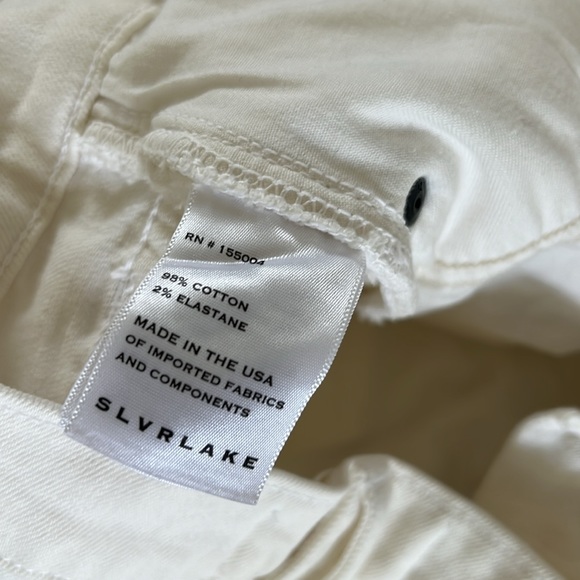 RN # 155004
98% COTTON
2% ELASTANE
MADE IN THE USA
OF IMPORTED FABRICS
AND COMPONENTS
SLVRLAKE